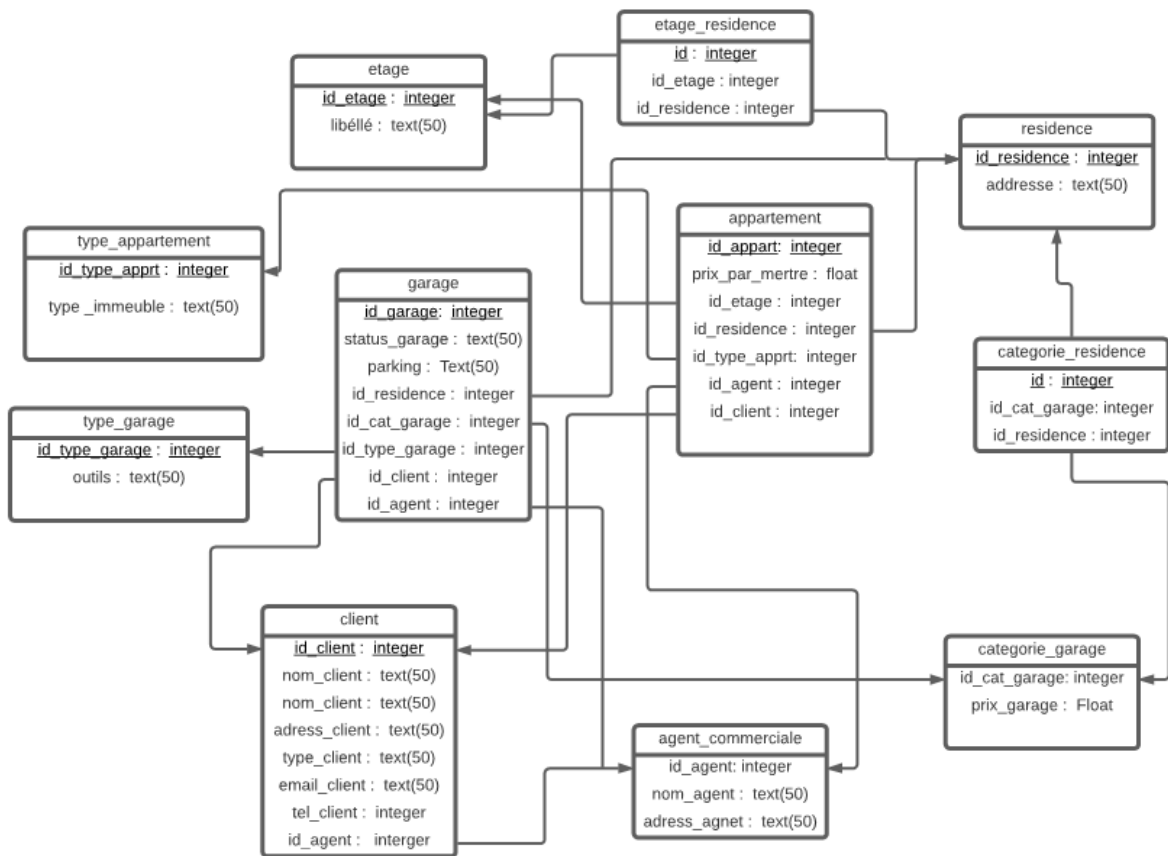 etage_residence
id : integer
id_etage : integer
id_residence : integer
etage
id_etage : integer
libéllé : text(50)
residence
id_residence : integer
addresse : text(50)
type_appartement
id_type_apprt : integer
type _immeuble : text(50)
appartement
id_appart: integer
prix_par_mertre : float
id_etage : integer
id_residence : integer
id_type_apprt: integer
id_agent : integer
id_client : integer
garage
id_garage: integer
status_garage : text(50)
parking : Text(50)
id_residence : integer
id_cat_garage : integer
id_type_garage : integer
id_client : integer
id_agent : integer
categorie_residence
id : integer
id_cat_garage: integer
id_residence : integer
type_garage
id_type_garage : integer
outils : text(50)
client
id_client : integer
nom_client : text(50)
nom_client : text(50)
adress_client : text(50)
type_client : text(50)
email_client : text(50)
tel_client : integer
id_agent : interger
categorie_garage
id_cat_garage: integer
prix_garage : Float
agent_commerciale
id_agent: integer
nom_agent : text(50)
adress_agnet : text(50)